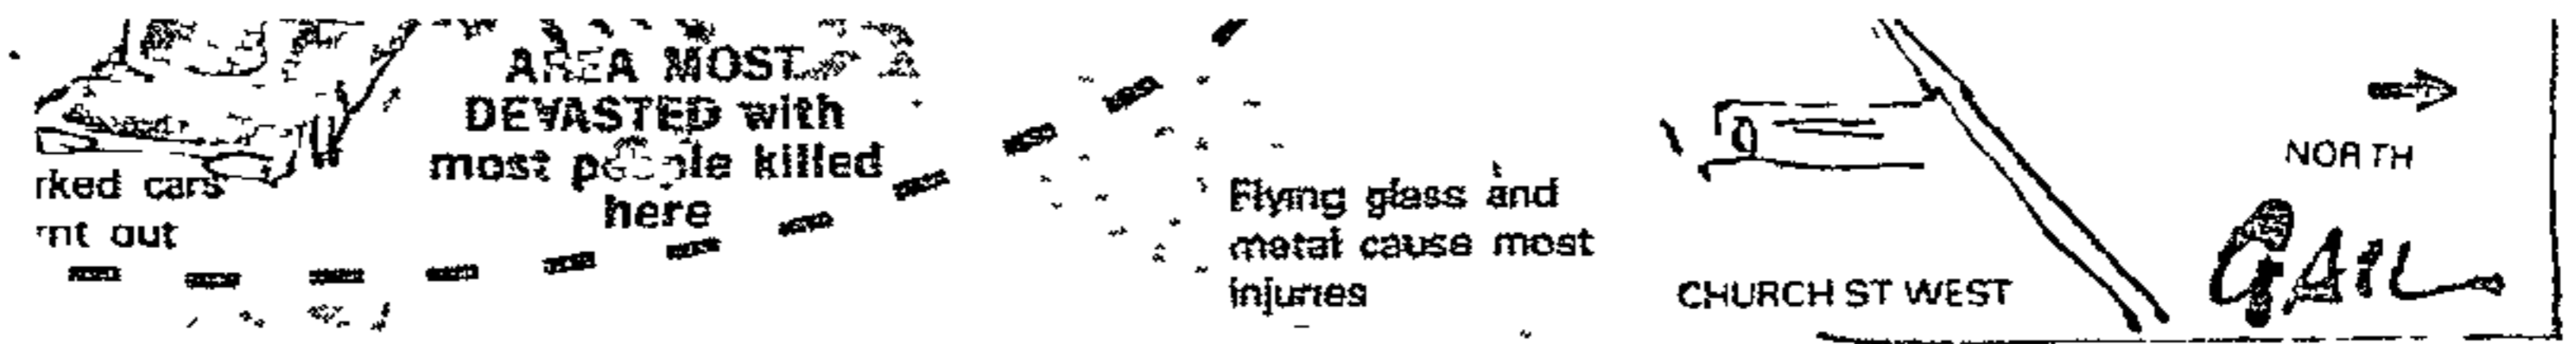 AREA MOST
DEVASTED with
most people killed
here
rked cars
rnt out
Flying glass and
metal cause most
injuries
CHURCH ST WEST
NORTH
GAIL